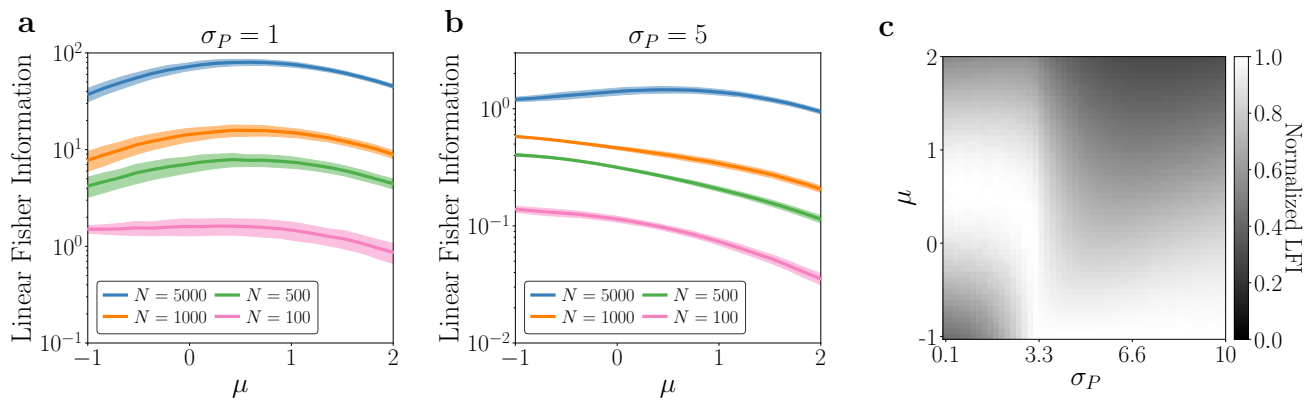 a
σ_P = 1
Linear Fisher Information
10^2
10^1
10^0
10^−1
−1 0 1 2
μ
N = 5000
N = 500
N = 1000
N = 100
b
σ_P = 5
Linear Fisher Information
10^0
10^−1
10^−2
−1 0 1 2
μ
N = 5000
N = 500
N = 1000
N = 100
c
μ
2
1
0
-1
0.1 3.3 6.6 10
σ_P
1.0
0.8
0.6
0.4
0.2
0.0
Normalized LFI